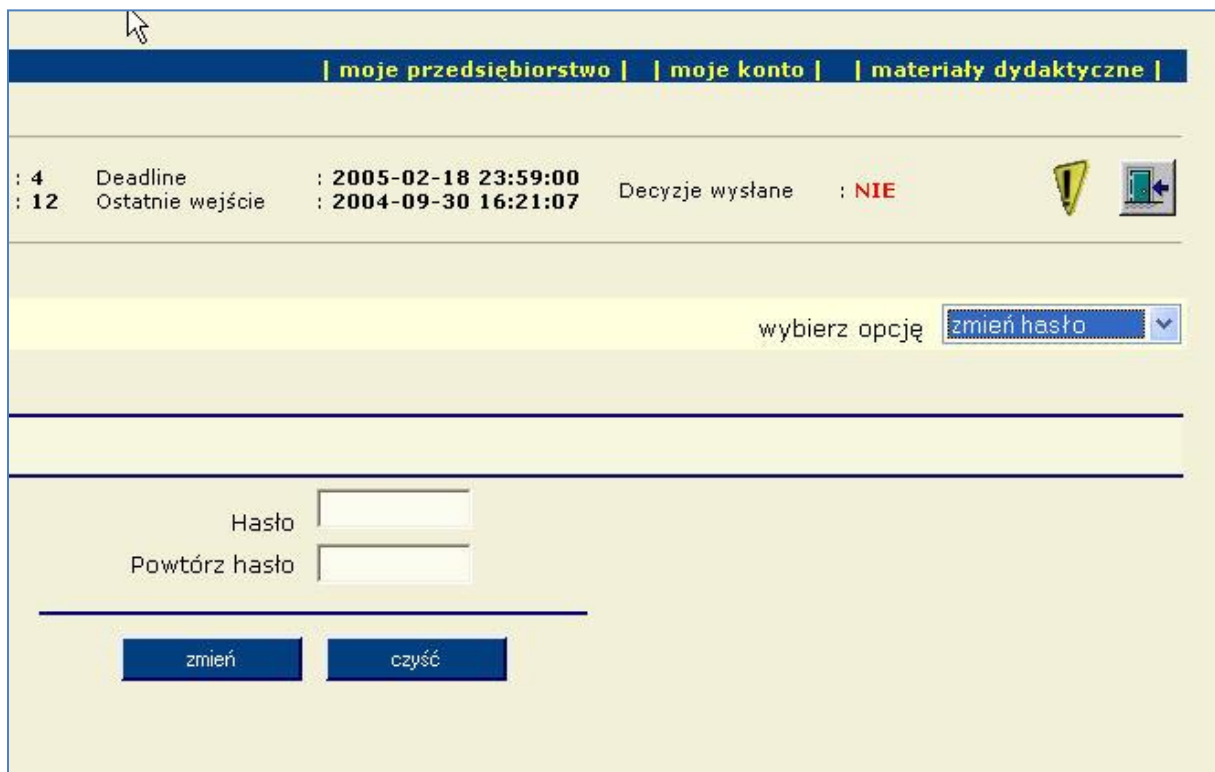 | moje przedsiębiorstwo | | moje konto | | materiały dydaktyczne |
: 4 Deadline : 2005-02-18 23:59:00
: 12 Ostatnie wejście : 2004-09-30 16:21:07
Decyzje wysłane : NIE
wybierz opcję zmień hasło
Hasło
Powtórz hasło
zmień czyść